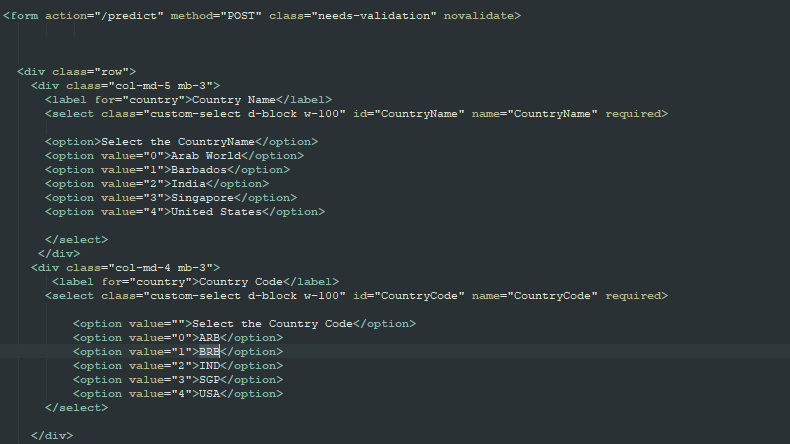 <form action="/predict" method="POST" class="needs-validation" novalidate>
<div class="row">
<div class="col-md-5 mb-3">
<label for="country">Country Name</label>
<select class="custom-select d-block w-100" id="CountryName" name="CountryName" required>
<option>Select the CountryName</option>
<option value="0">Arab World</option>
<option value="1">Barbados</option>
<option value="2">India</option>
<option value="3">Singapore</option>
<option value="4">United States</option>
</select>
</div>
<div class="col-md-4 mb-3">
<label for="country">Country Code</label>
<select class="custom-select d-block w-100" id="CountryCode" name="CountryCode" required>
<option value="">Select the Country Code</option>
<option value="0">ARB</option>
<option value="1">BRB</option>
<option value="2">IND</option>
<option value="3">SGP</option>
<option value="4">USA</option>
</select>
</div>